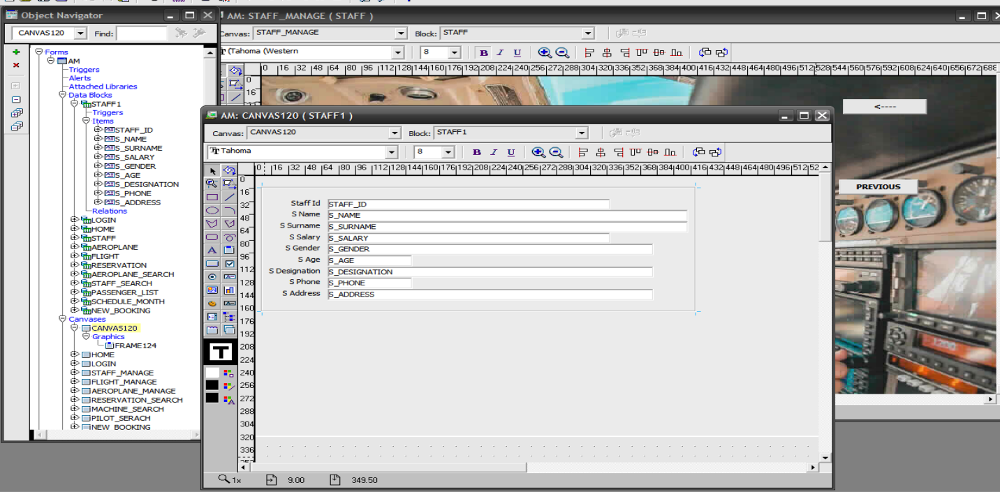 Object Navigator
CANVAS120 Find:
Forms
AM
Triggers
Alerts
Attached Libraries
Data Blocks
STAFF1
Triggers
Items
STAFF_ID
S_NAME
S_SURNAME
S_SALARY
S_GENDER
S_AGE
S_DESIGNATION
S_PHONE
S_ADDRESS
Relations
LOGIN
HOME
STAFF
AEROPLANE
FLIGHT
RESERVATION
AEROPLANE_SEARCH
STAFF_SEARCH
PASSENGER_LIST
SCHEDULE_MONTH
NEW_BOOKING
Canvases
CANVAS120
Graphics
FRAME124
HOME
LOGIN
STAFF_MANAGE
FLIGHT_MANAGE
AEROPLANE_MANAGE
RESERVATION_SEARCH
MACHINE_SEARCH
PILOT_SERACH
NEW BOOKING
AM: STAFF_MANAGE ( STAFF )
Canvas: STAFF_MANAGE Block: STAFF
(Tahoma (Western 8 B I U
0 16 32 48 64 80 96 112 128 144 160 176 192 208 224 240 256 272 288 304 320 336 352 368 384 400 416 432 448 464 480 496 512 528 544 560 576 592 608 624 640 656 672 688
0
16
<----
PREVIOUS
AM: CANVAS120 ( STAFF1 )
Canvas: CANVAS120 Block: STAFF1
Tahoma 8 B I U
0 16 32 48 64 80 96 112 128 144 160 176 192 208 224 240 256 272 288 304 320 336 352 368 384 400 416 432 448 464 480 496 512 52
0
16
32
48
64
80
96
112
128
144
160
176
192
208
224
240
256
272
288
304
320
336
Staff Id STAFF_ID
S Name S_NAME
S Surname S_SURNAME
S Salary S_SALARY
S Gender S_GENDER
S Age S_AGE
S Designation S_DESIGNATION
S Phone S_PHONE
S Address S_ADDRESS
1x 9.00 349.50